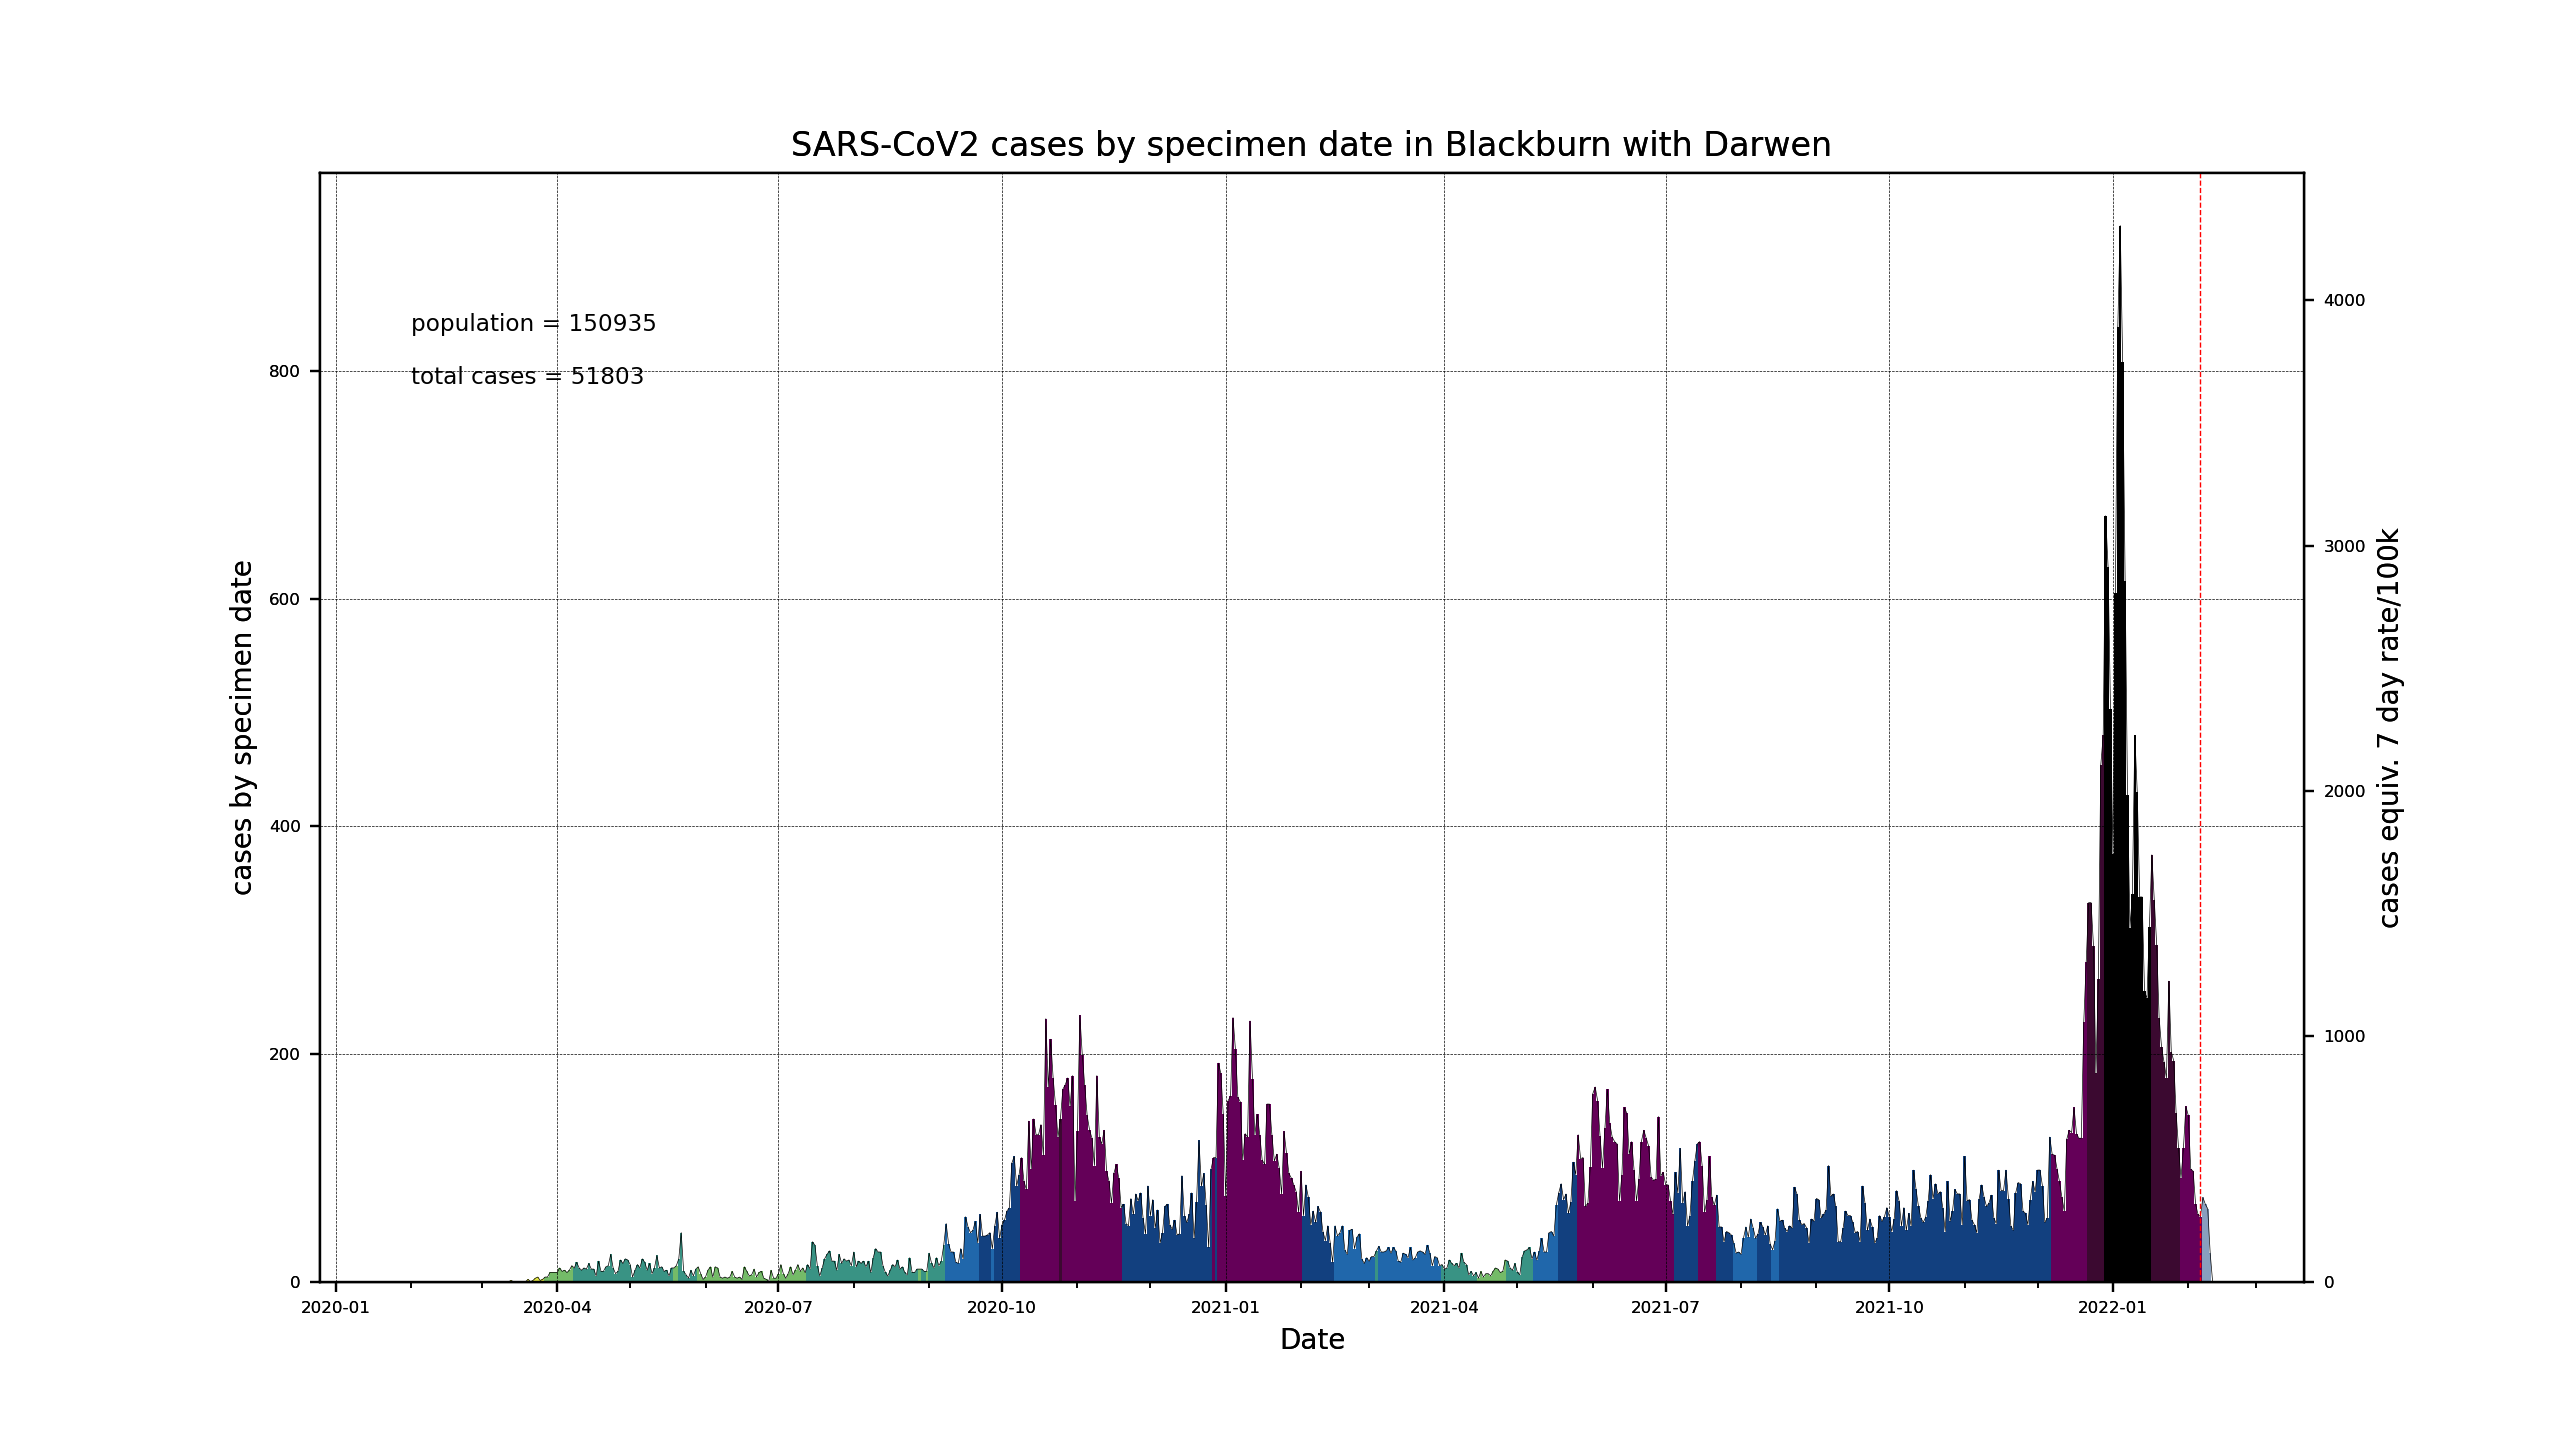 SARS-CoV2 cases by specimen date in Blackburn with Darwen
population = 150935
total cases = 51803
cases by specimen date
800
600
400
200
0
4000
3000
2000
1000
0
cases equiv. 7 day rate/100k
2020-01 2020-04 2020-07 2020-10 2021-01 2021-04 2021-07 2021-10 2022-01
Date